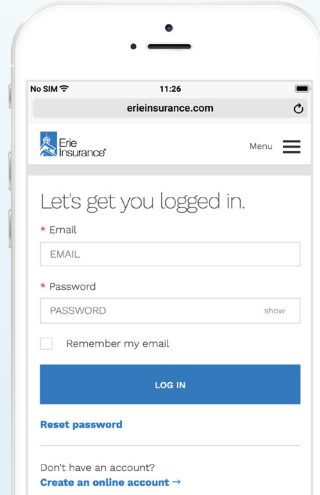 No SIM 11:26
erieinsurance.com
Erie
Insurance®
Menu
Let's get you logged in.
* Email
EMAIL
* Password
PASSWORD show
Remember my email
LOG IN
Reset password
Don't have an account?
Create an online account →